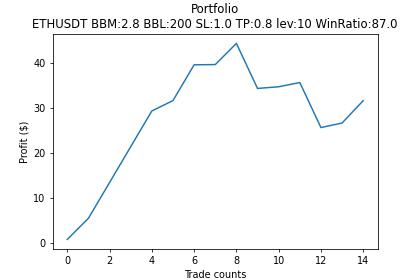 Portfolio
ETHUSDT BBM:2.8 BBL:200 SL:1.0 TP:0.8 lev:10 WinRatio:87.0
40
30
20
10
0
Profit ($)
0 2 4 6 8 10 12 14
Trade counts